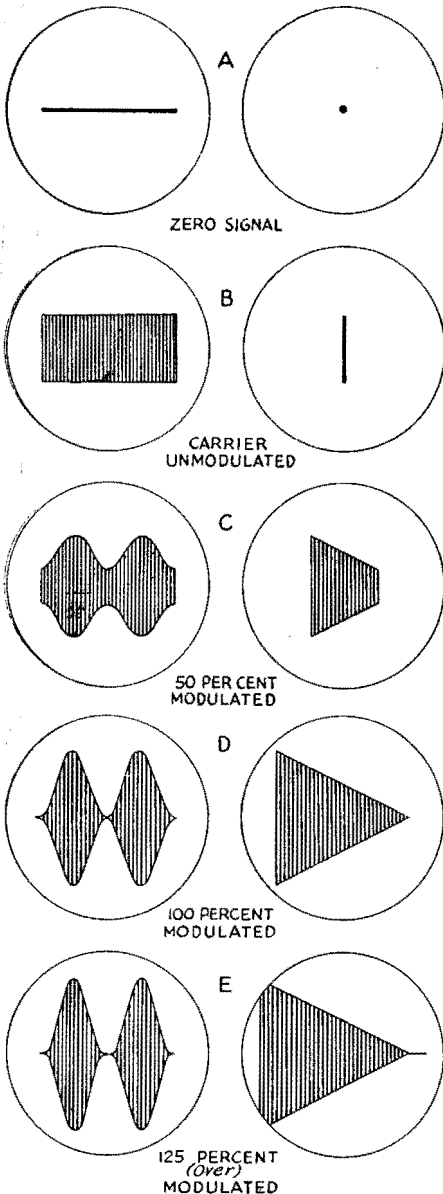 A
ZERO SIGNAL
B
CARRIER
UNMODULATED
C
50 PER CENT
MODULATED
D
100 PERCENT
MODULATED
E
125 PERCENT
(Over)
MODULATED